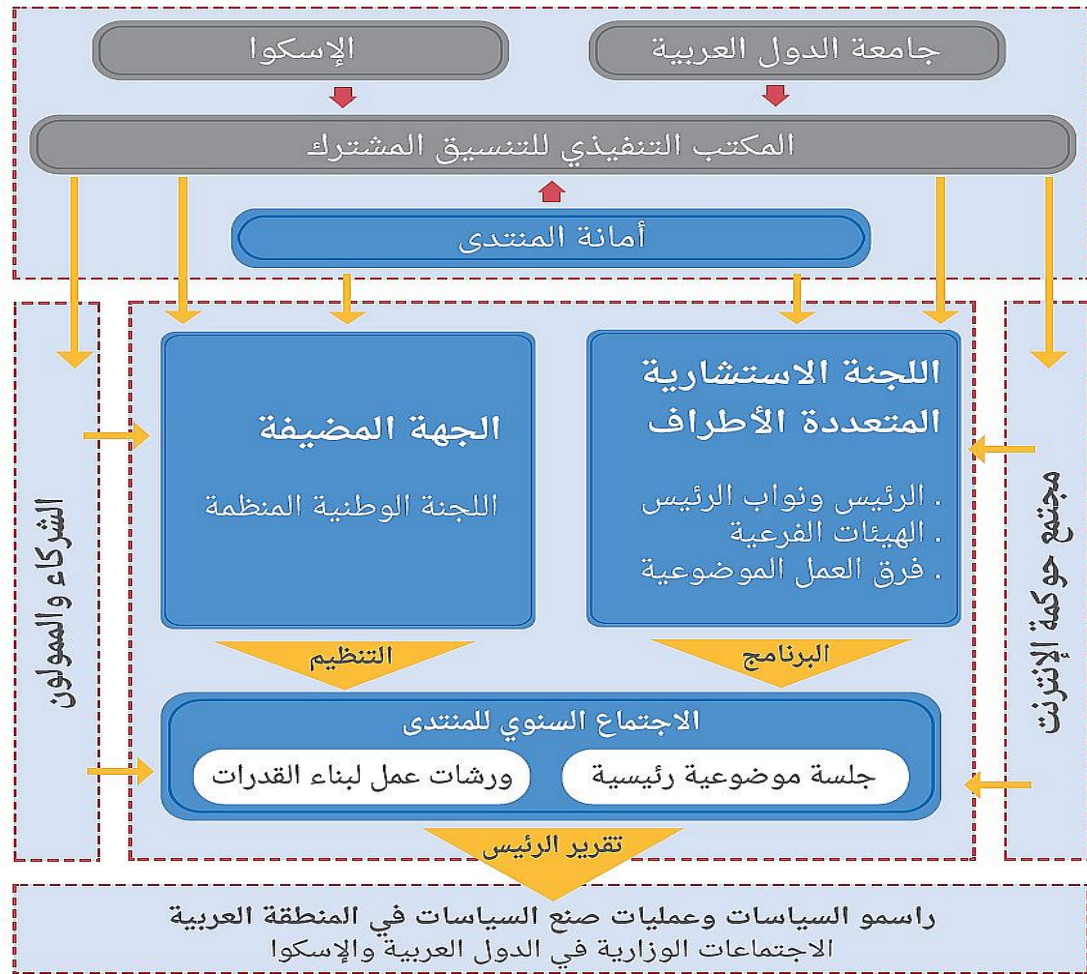 جامعة الدول العربية
الإسكوا
المكتب التنفيذي للتنسيق المشترك
أمانة المنتدى
مجتمع حوكمة الإنترنت
اللجنة الاستشارية
المتعددة الأطراف
. الرئيس ونواب الرئيس
. الهيئات الفرعية
. فرق العمل الموضوعية
الجهة المضيفة
اللجنة الوطنية المنظمة
الشركاء والممولون
البرنامج
التنظيم
الاجتماع السنوي للمنتدى
جلسة موضوعية رئيسية
ورشات عمل لبناء القدرات
تقرير الرئيس
راسمو السياسات وعمليات صنع السياسات في المنطقة العربية
الاجتماعات الوزارية في الدول العربية والإسكوا